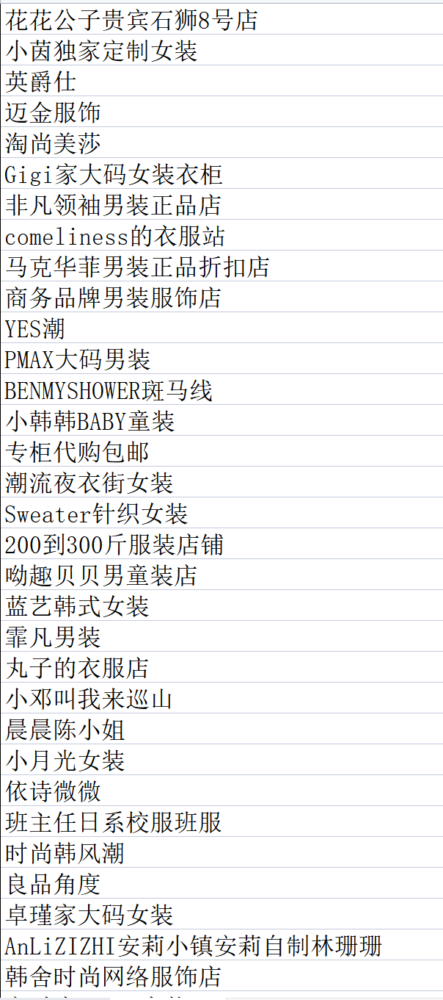 花花公子贵宾石狮8号店
小茵独家定制女装
英爵仕
迈金服饰
淘尚美莎
Gigi家大码女装衣柜
非凡领袖男装正品店
comeliness的衣服站
马克华菲男装正品折扣店
商务品牌男装服饰店
YES潮
PMAX大码男装
BENMYSHOWER斑马线
小韩韩BABY童装
专柜代购包邮
潮流夜衣街女装
Sweater针织女装
200到300斤服装店铺
呦趣贝贝男童装店
蓝艺韩式女装
霏凡男装
丸子的衣服店
小邓叫我来巡山
晨晨陈小姐
小月光女装
依诗微微
班主任日系校服班服
时尚韩风潮
良品角度
卓瑾家大码女装
AnLiZIZHI安莉小镇安莉自制林珊珊
韩舍时尚网络服饰店